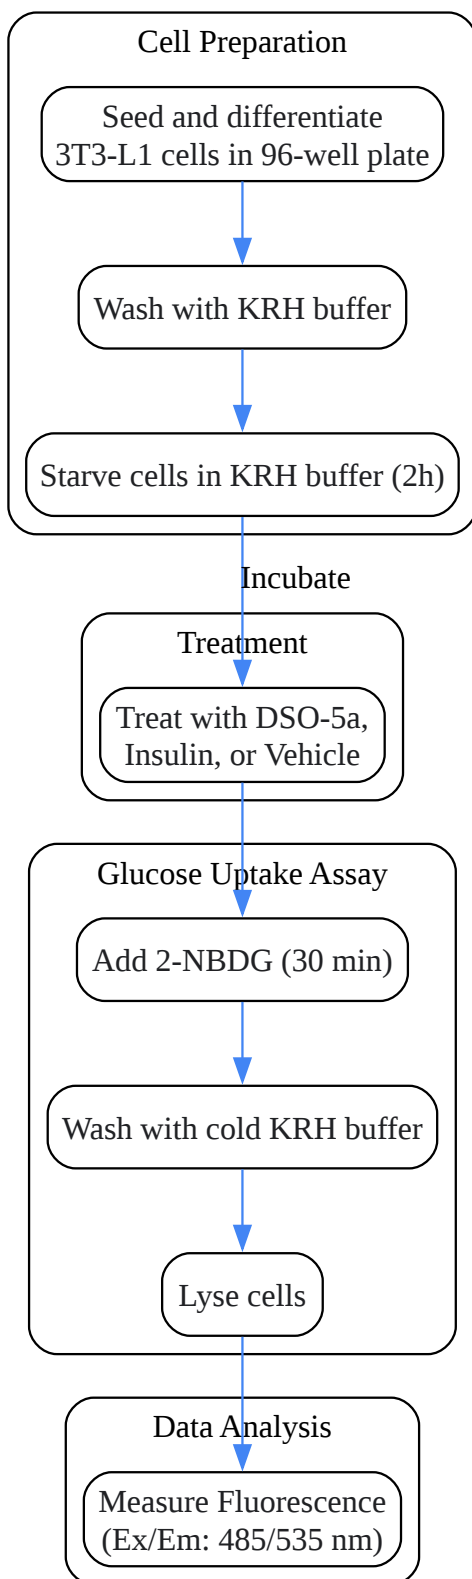 Cell Preparation
Seed and differentiate
3T3-L1 cells in 96-well plate
Wash with KRH buffer
Starve cells in KRH buffer (2h)
Incubate
Treatment
Treat with DSO-5a,
Insulin, or Vehicle
Glucose Uptake Assay
Add 2-NBDG (30 min)
Wash with cold KRH buffer
Lyse cells
Data Analysis
Measure Fluorescence
(Ex/Em: 485/535 nm)